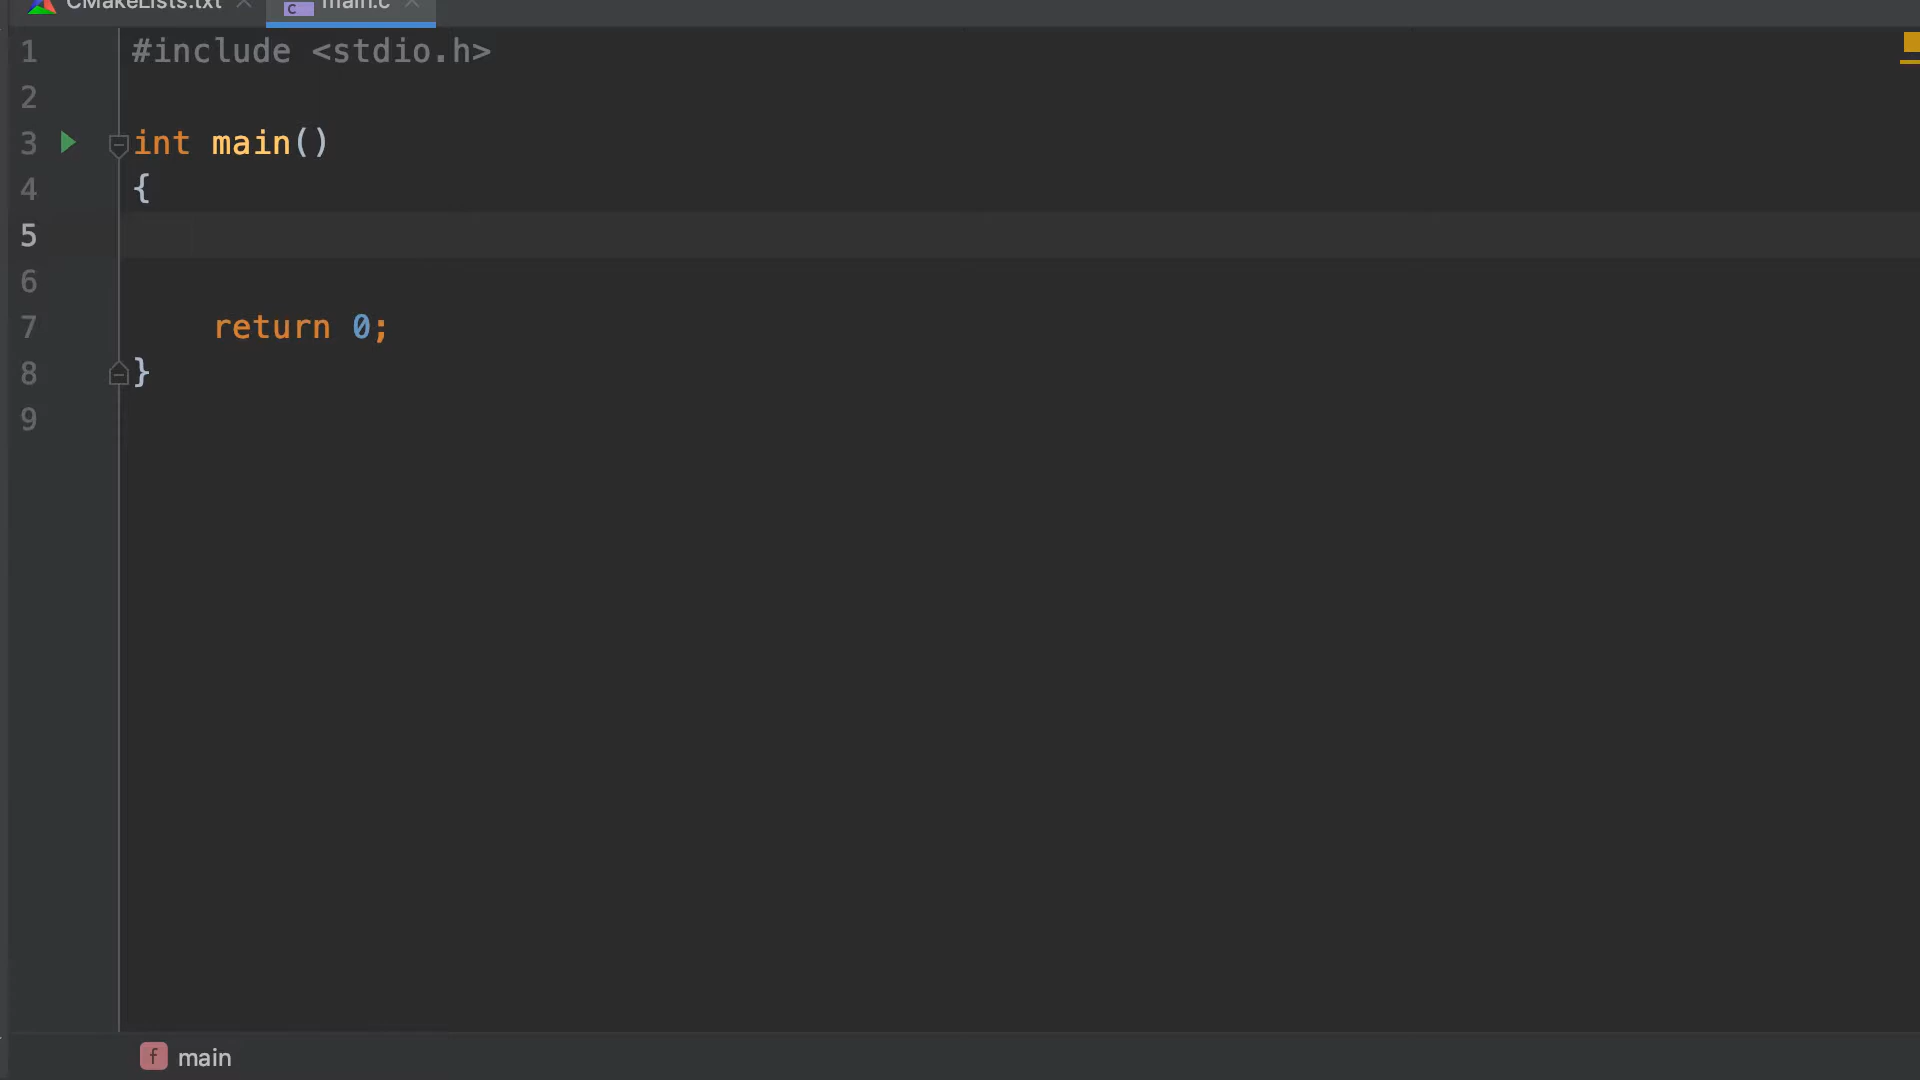 CMakeLists.txt main.c
1 #include <stdio.h>
2
3 int main()
4 {
5
6
7 return 0;
8 }
9
f main